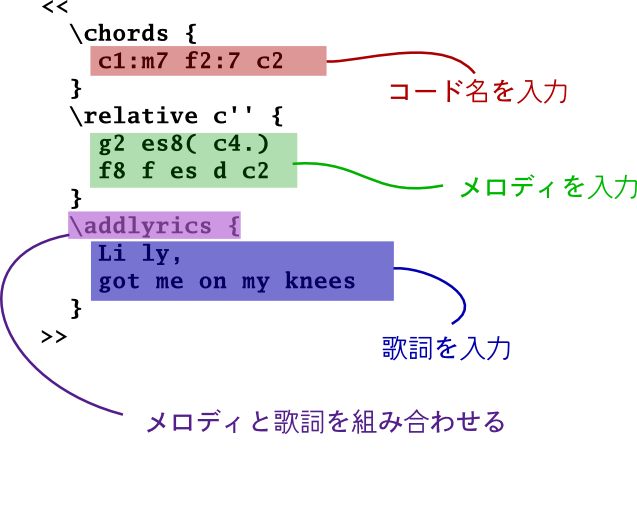 <<
\chords {
c1:m7 f2:7 c2
コード名を入力
}
\relative c'' {
g2 es8( c4.)
f8 f es d c2
メロディを入力
}
\addlyrics {
Li ly,
got me on my knees
}
>>
歌詞を入力
メロディと歌詞を組み合わせる